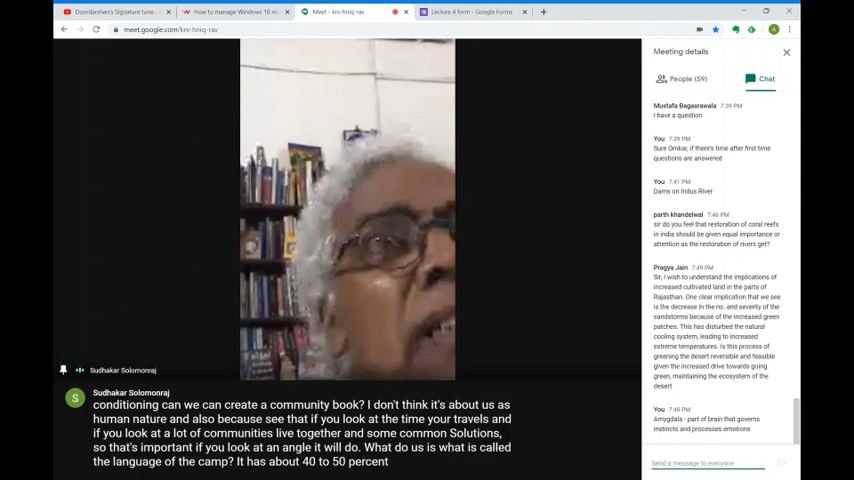 Doordarshan's Signature tune...
How to manage Windows 10 m
Meet - krx-hniq-rav
Lecture 4 form - Google Forms
meet.google.com/krx-hniq-rav
Sudhakar Solomonraj
S
Sudhakar Solomonraj
conditioning can we can create a community book? I don't think it's about us as
human nature and also because see that if you look at the time your travels and
if you look at a lot of communities live together and some common Solutions,
so that's important if you look at an angle it will do. What do us is what is called
the language of the camp? It has about 40 to 50 percent
Meeting details
People (59)
Chat
Mustafa Bagasrawala 7:39 PM
I have a question
You 7:39 PM
Sure Omkar, if there's time after first time
questions are answered
You 7:41 PM
Dams on Indus River
parth khandelwal 7:46 PM
sir do you feel that restoration of coral reefs
in india should be given equal importance or
attention as the restoration of rivers get?
Pragya Jain 7:49 PM
Sir, I wish to understand the implications of
increased cultivated land in the parts of
Rajasthan. One clear implication that we see
is the decrease in the no. and severity of the
sandstorms because of the increased green
patches. This has disturbed the natural
cooling system, leading to increased
extreme temperatures. Is this process of
greening the desert reversible and feasible
given the increased drive towards going
green, maintaining the ecosystem of the
desert
You 7:49 PM
Amygdala - part of brain that governs
instincts and processes emotions
Send a message to everyone